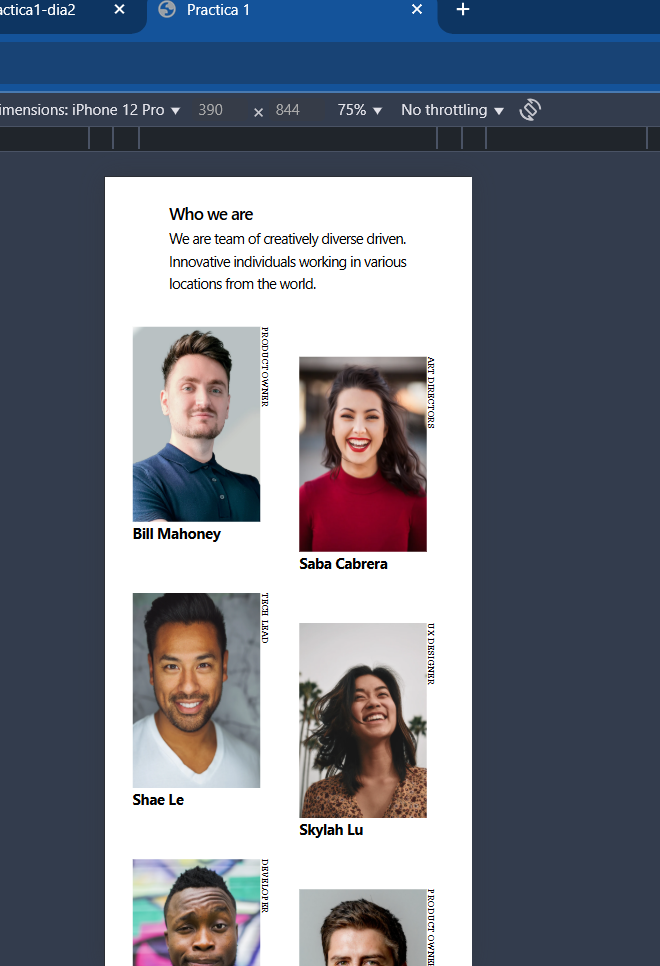 actica1-dia2
Practica 1
imensions: iPhone 12 Pro
390
×
844
75%
No throttling
Who we are
We are team of creatively diverse driven.
Innovative individuals working in various
locations from the world.
PRODUCT OWNER
Bill Mahoney
ART DIRECTORS
Saba Cabrera
TECH LEAD
Shae Le
UX DESIGNER
Skylah Lu
DEVELOPER
PRODUCT OWNE